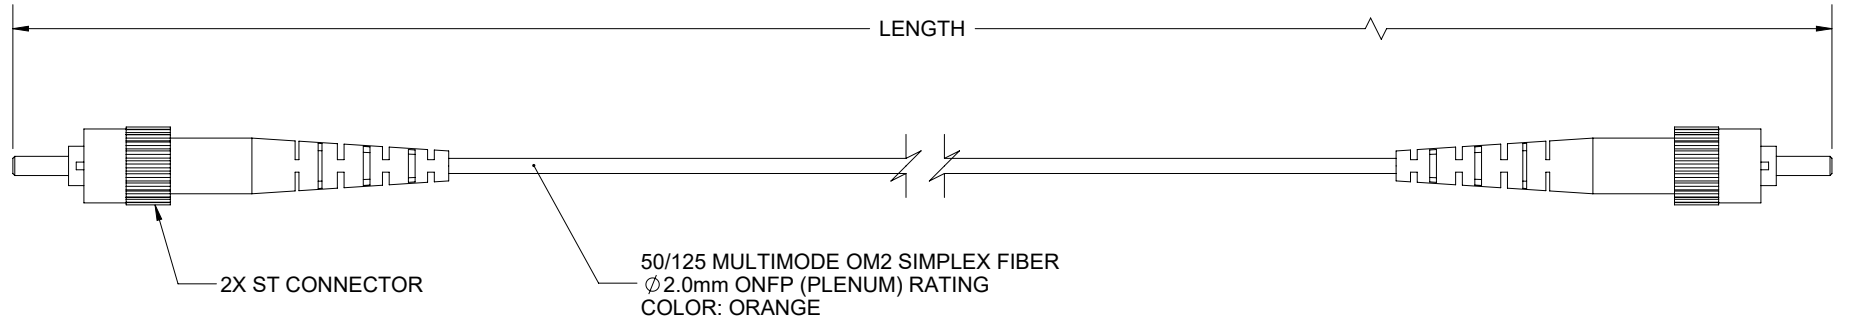 LENGTH
2X ST CONNECTOR
50/125 MULTIMODE OM2 SIMPLEX FIBER
∅2.0mm ONFP (PLENUM) RATING
COLOR: ORANGE